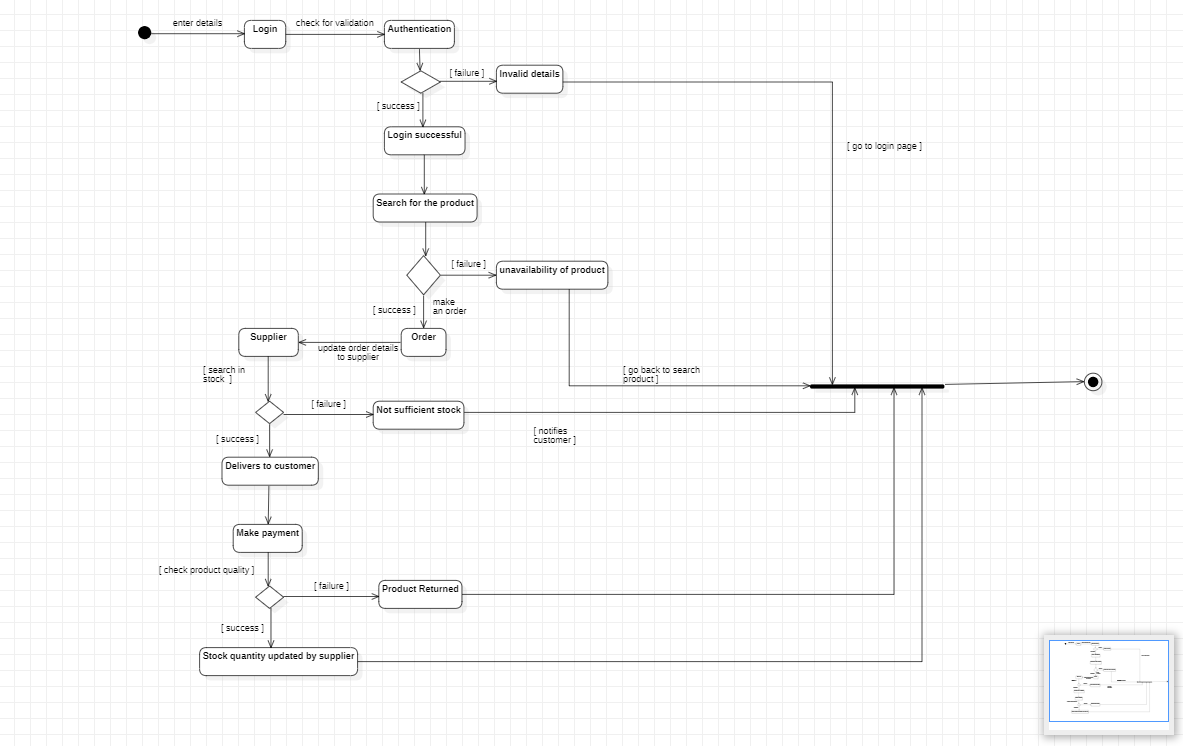 enter details
Login
check for validation
Authentication
[ failure ]
Invalid details
[ success ]
Login successful
[ go to login page ]
Search for the product
[ failure ]
unavailability of product
[ success ]
make
an order
Supplier
Order
update order details
to supplier
[ search in
stock  ]
[ go back to search
product ]
[ failure ]
Not sufficient stock
[ notifies
customer ]
[ success ]
Delivers to customer
Make payment
[ check product quality ]
[ failure ]
Product Returned
[ success ]
Stock quantity updated by supplier